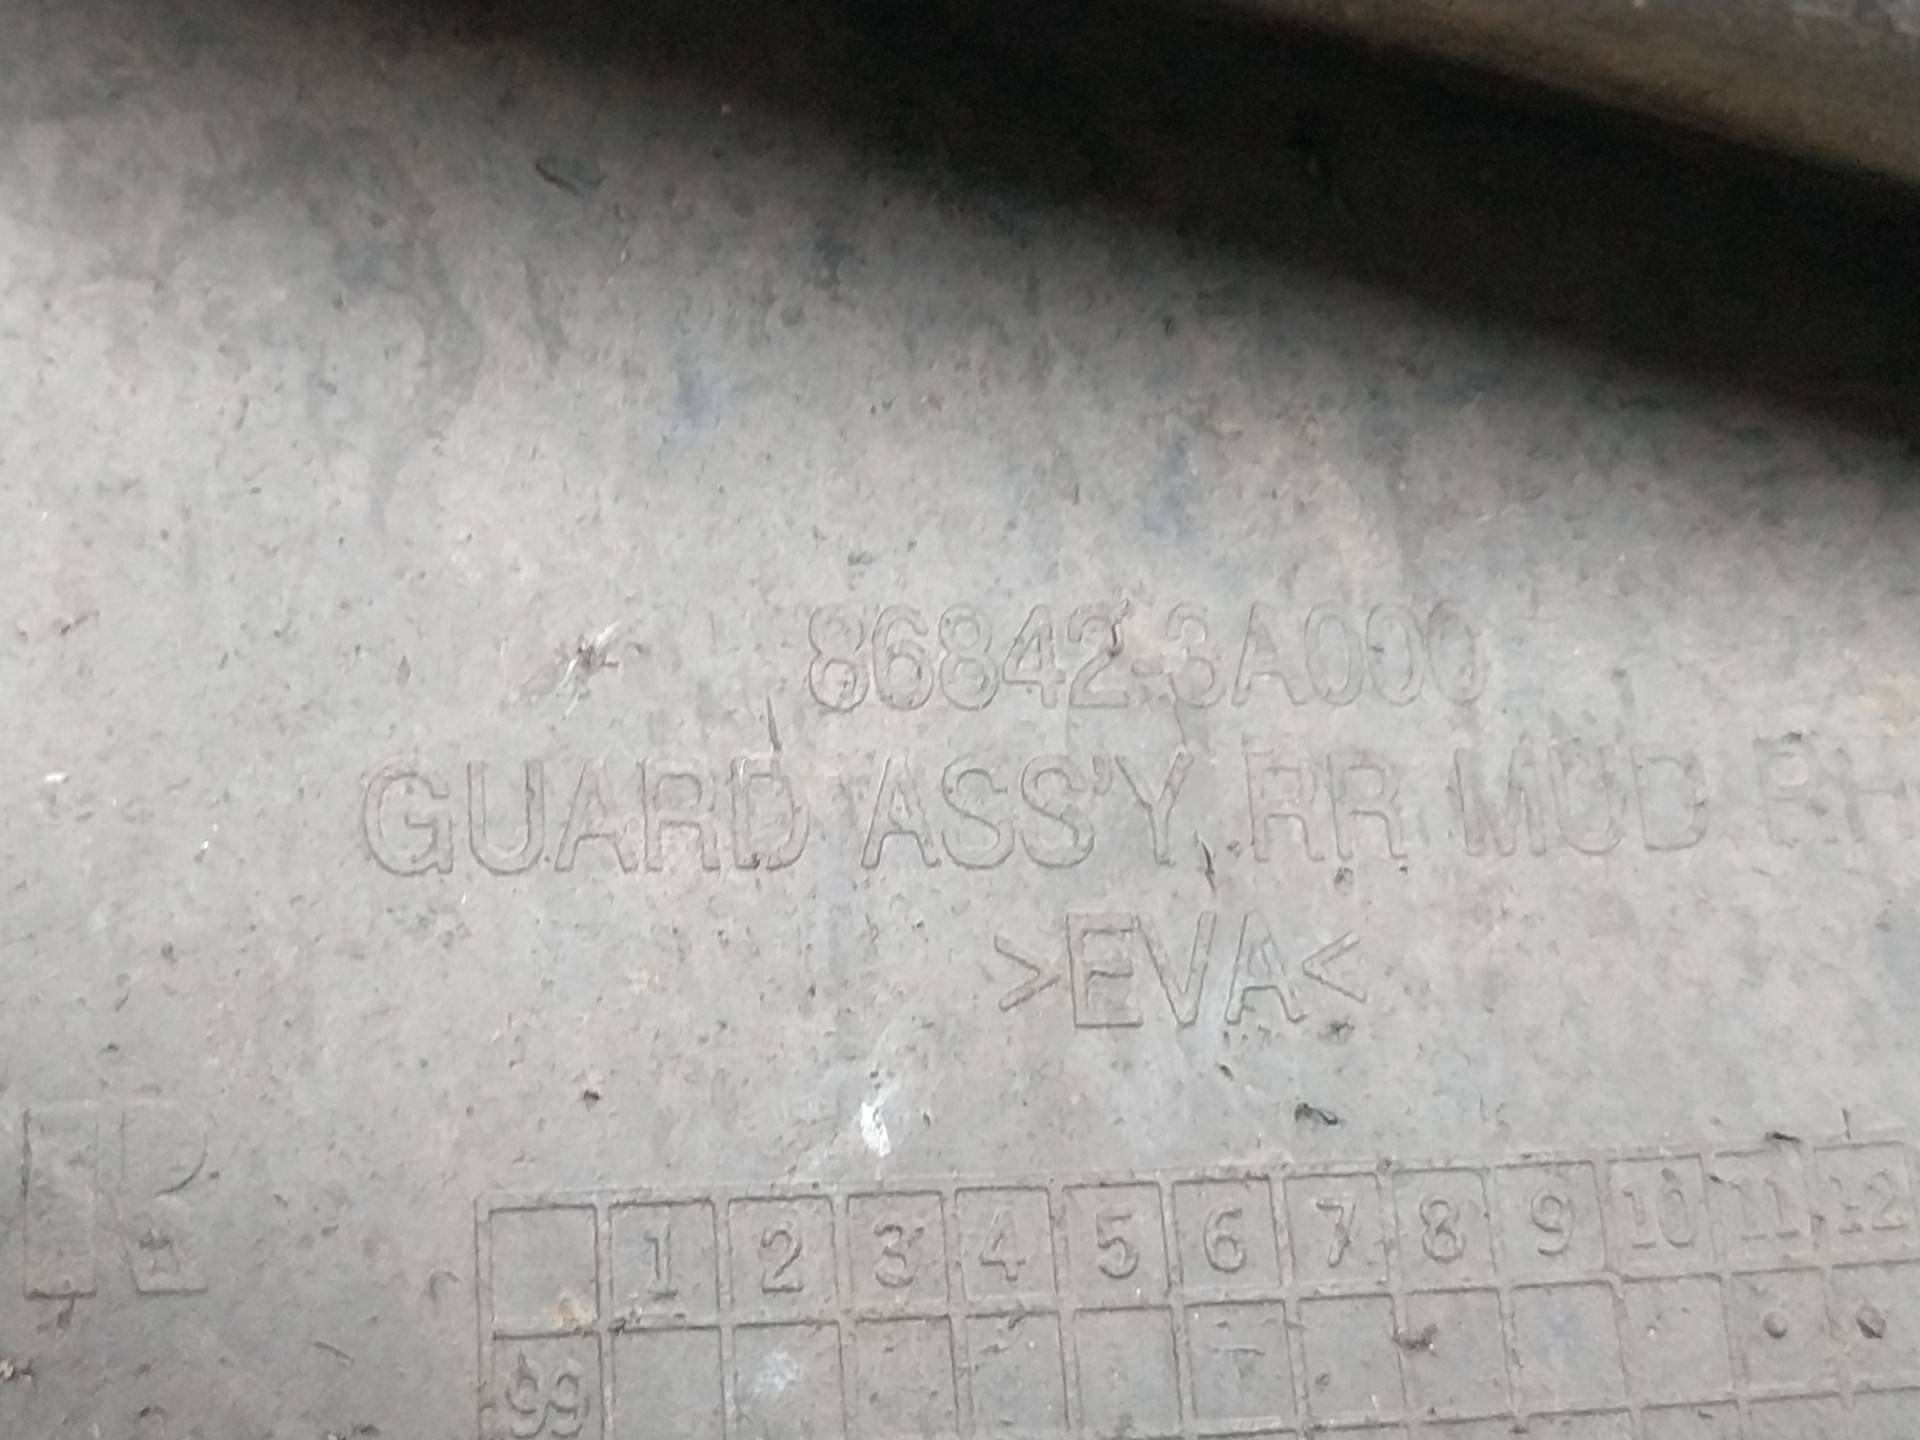 86842-3A000
GUARD ASS'Y RR MUD RH
>EVA<
1 2 3 4 5 6 7 8 9 10 11 12
99